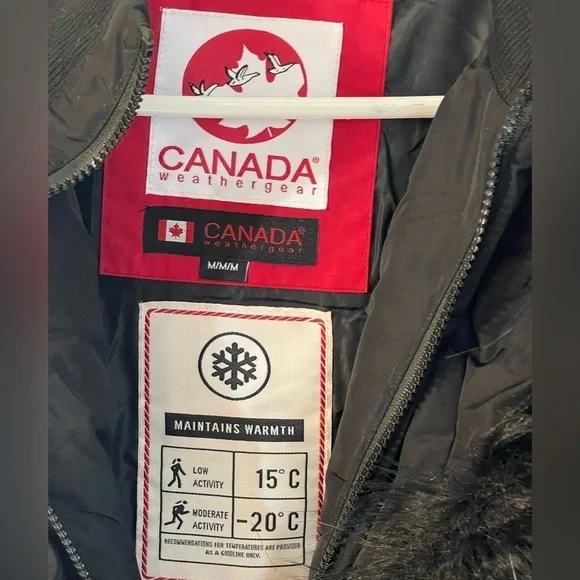 CANADA®
weathergear
CANADA®
weathergear
M/M/M
MAINTAINS WARMTH
LOW
ACTIVITY
15°C
MODERATE
ACTIVITY
-20°C
RECOMMENDATIONS FOR TEMPERATURES ARE PROVIDED
AS A GUIDLINE ONLY.